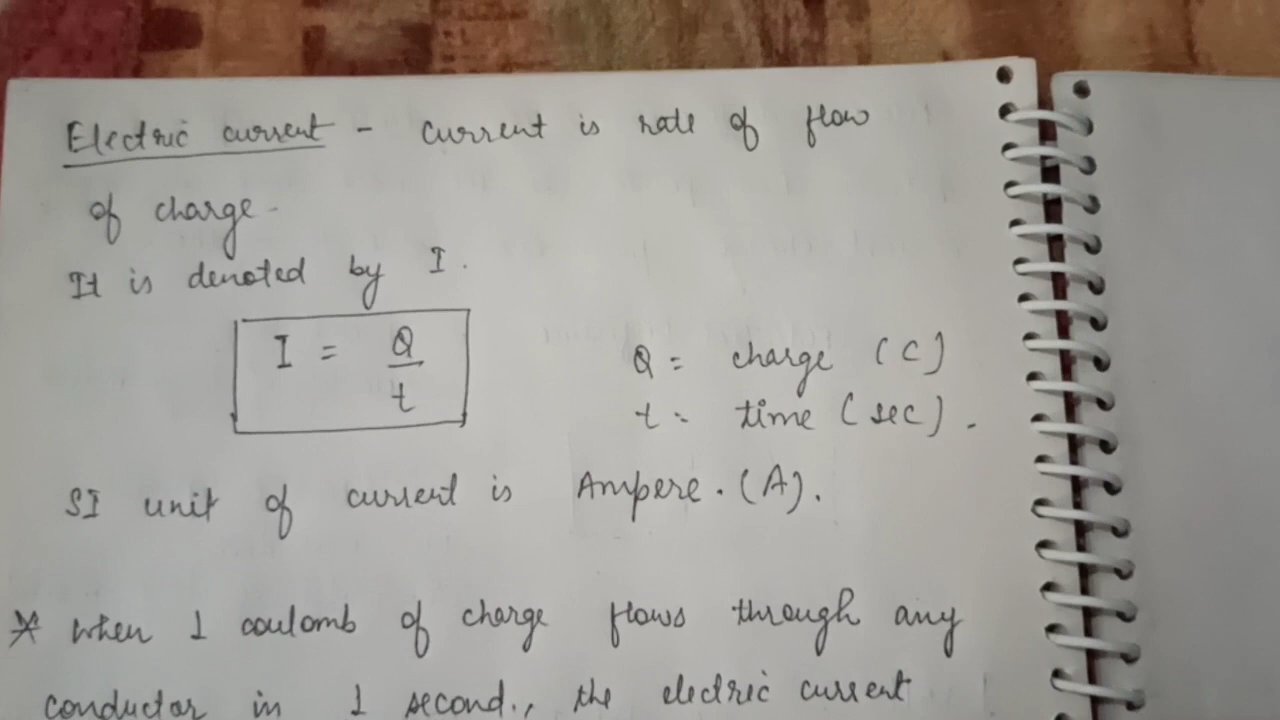 Electric current - current is rate of flow
of charge.
It is denoted by I.
I = Q/t
Q = charge (C)
t = time (sec).
SI unit of current is Ampere. (A).
* when 1 coulomb of charge flows through any
conductor in 1 second., the electric current